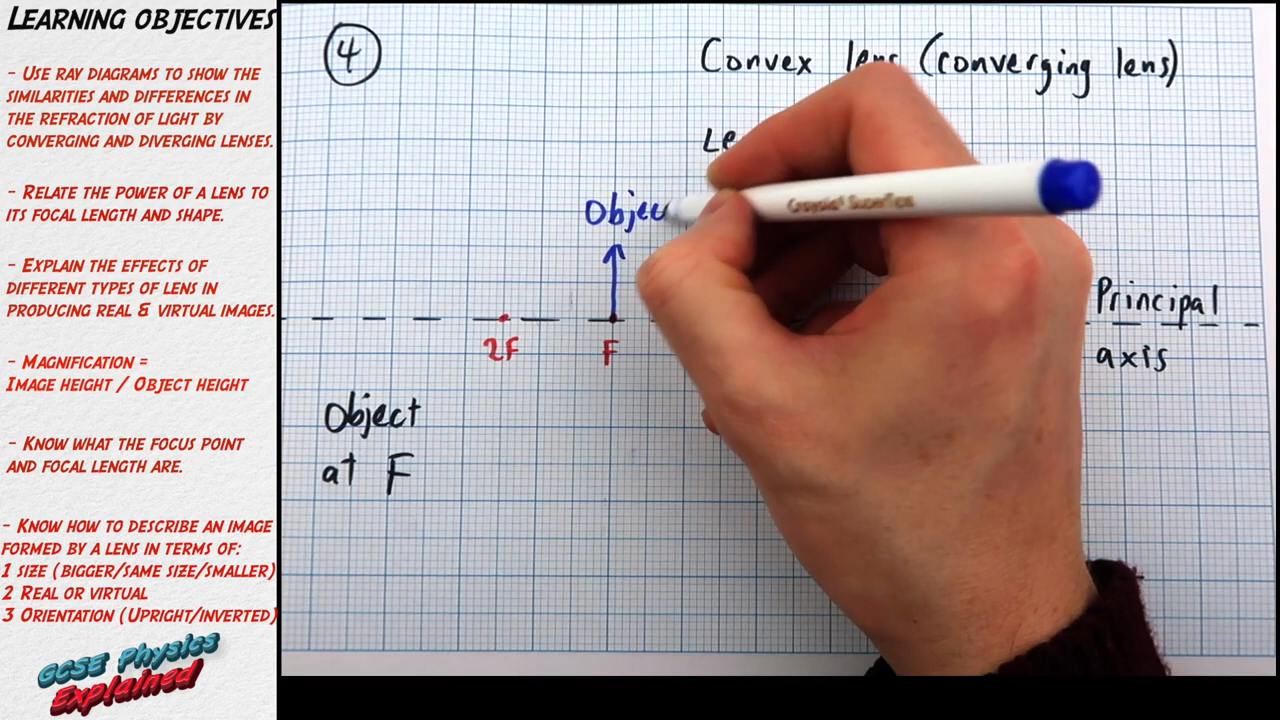 LEARNING OBJECTIVES
- USE RAY DIAGRAMS TO SHOW THE
SIMILARITIES AND DIFFERENCES IN
THE REFRACTION OF LIGHT BY
CONVERGING AND DIVERGING LENSES.
- RELATE THE POWER OF A LENS TO
ITS FOCAL LENGTH AND SHAPE.
- EXPLAIN THE EFFECTS OF
DIFFERENT TYPES OF LENS IN
PRODUCING REAL & VIRTUAL IMAGES.
- MAGNIFICATION =
IMAGE HEIGHT / OBJECT HEIGHT
- KNOW WHAT THE FOCUS POINT
AND FOCAL LENGTH ARE.
- KNOW HOW TO DESCRIBE AN IMAGE
FORMED BY A LENS IN TERMS OF:
1 SIZE (BIGGER/SAME SIZE/SMALLER)
2 REAL OR VIRTUAL
3 ORIENTATION (UPRIGHT/INVERTED)
GCSE Physics
Explained
4
Convex lens (converging lens)
Le
Objec
Crayola SuperTips
Principal
axis
2F
F
Object
at F